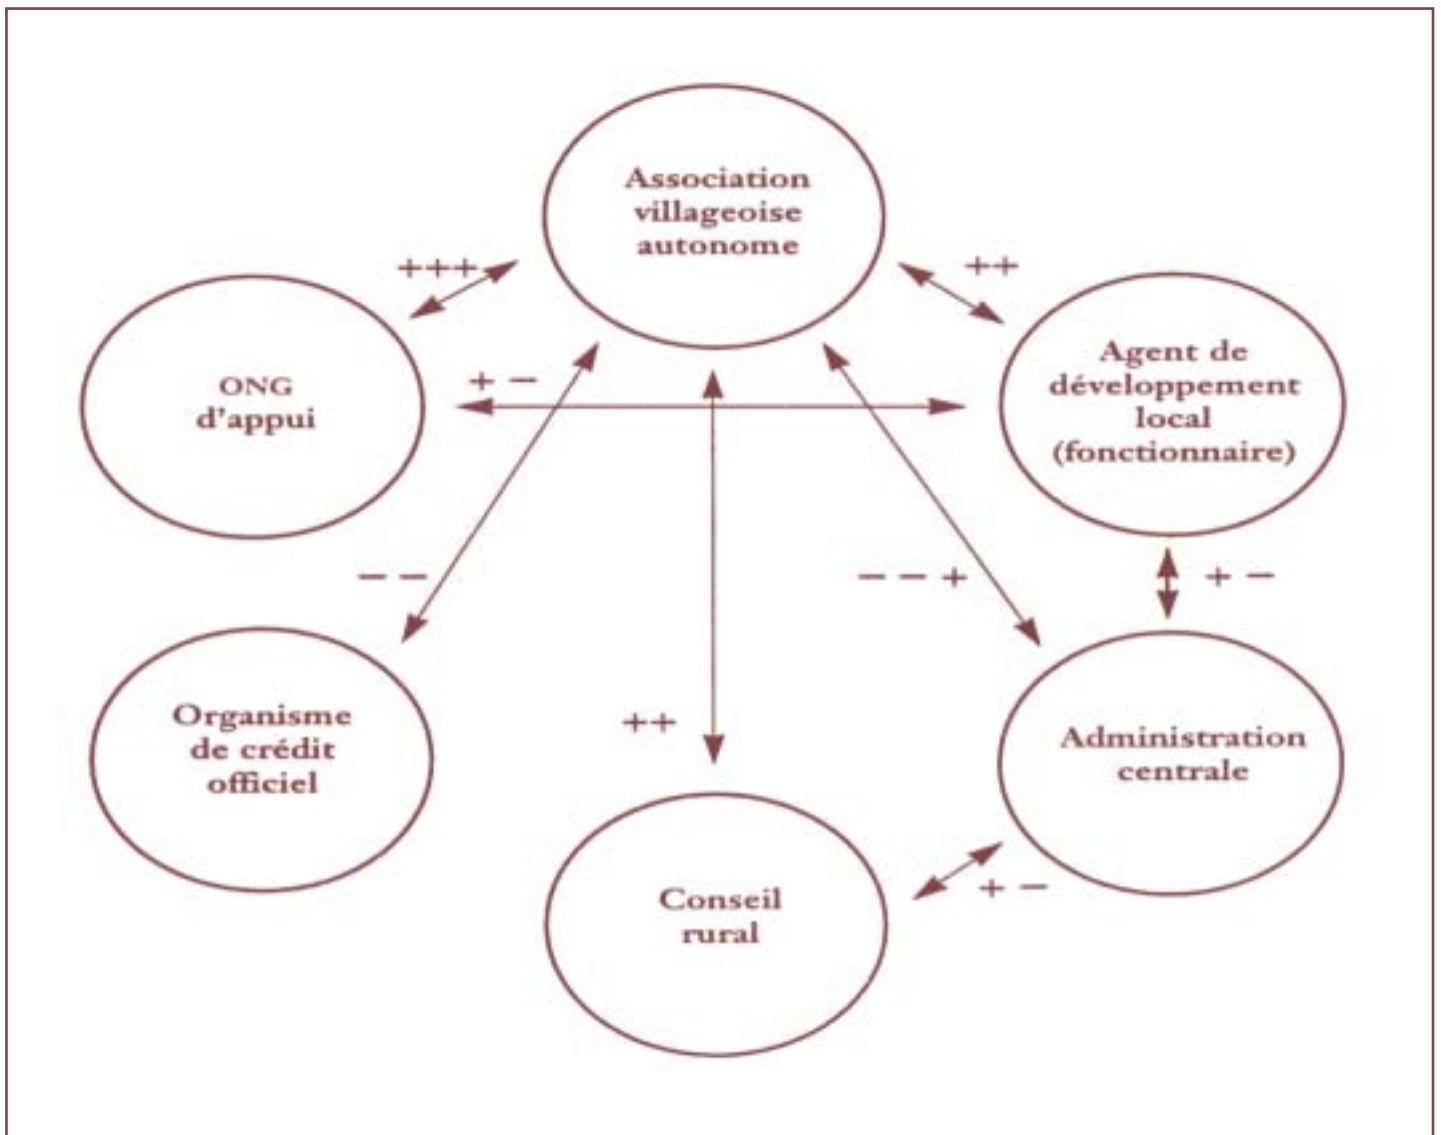 Association
villageoise
autonome
+++
++
ONG
d'appui
+ −
Agent de
développement
local
(fonctionnaire)
− −
− − +
+ −
Organisme
de crédit
officiel
++
Administration
centrale
Conseil
rural
+ −